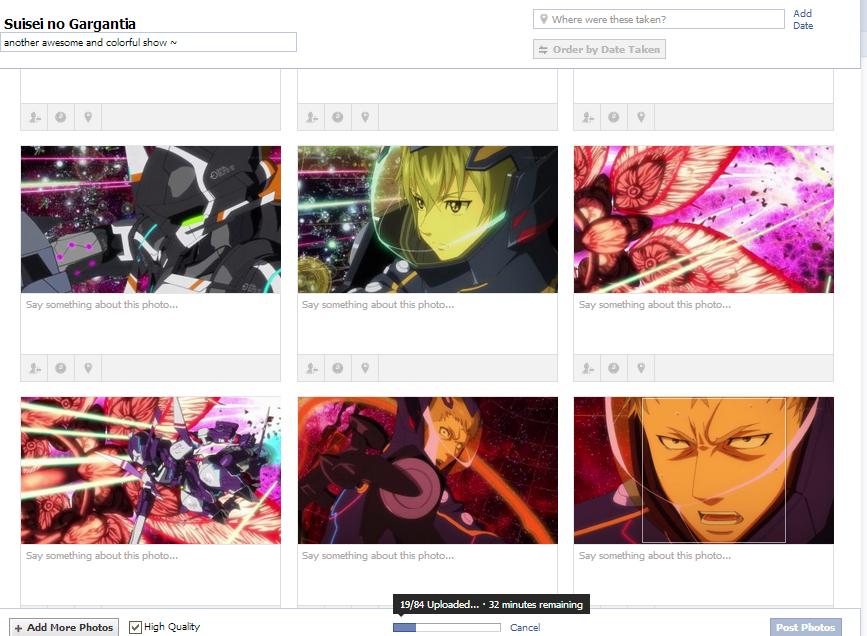 Suisei no Gargantia
another awesome and colorful show ~
Where were these taken?
Add
Date
Order by Date Taken
Say something about this photo...
Say something about this photo...
Say something about this photo...
Say something about this photo...
Say something about this photo...
Say something about this photo...
19/84 Uploaded... · 32 minutes remaining
+ Add More Photos
High Quality
Cancel
Post Photos